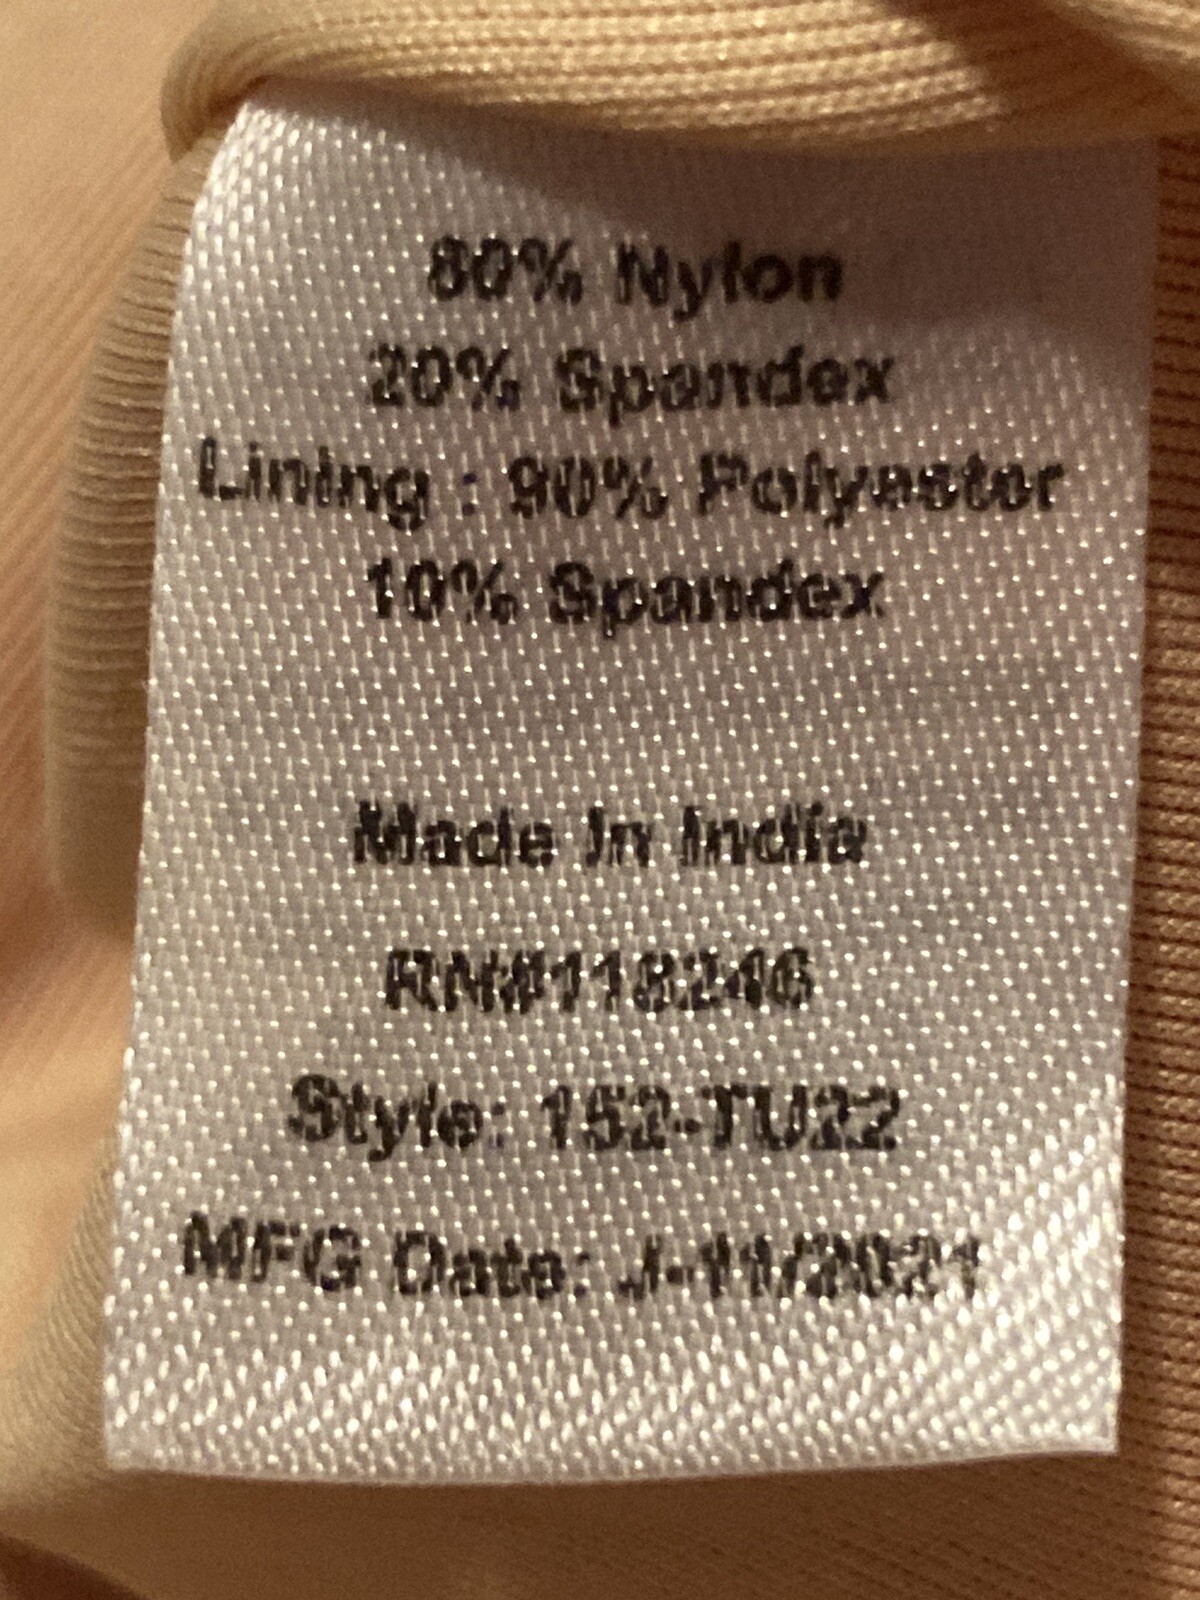 80% Nylon
20% Spandex
Lining : 90% Polyester
10% Spandex
Made In India
RN#118246
Style: 152-TU22
MFG Date: J-11/2021